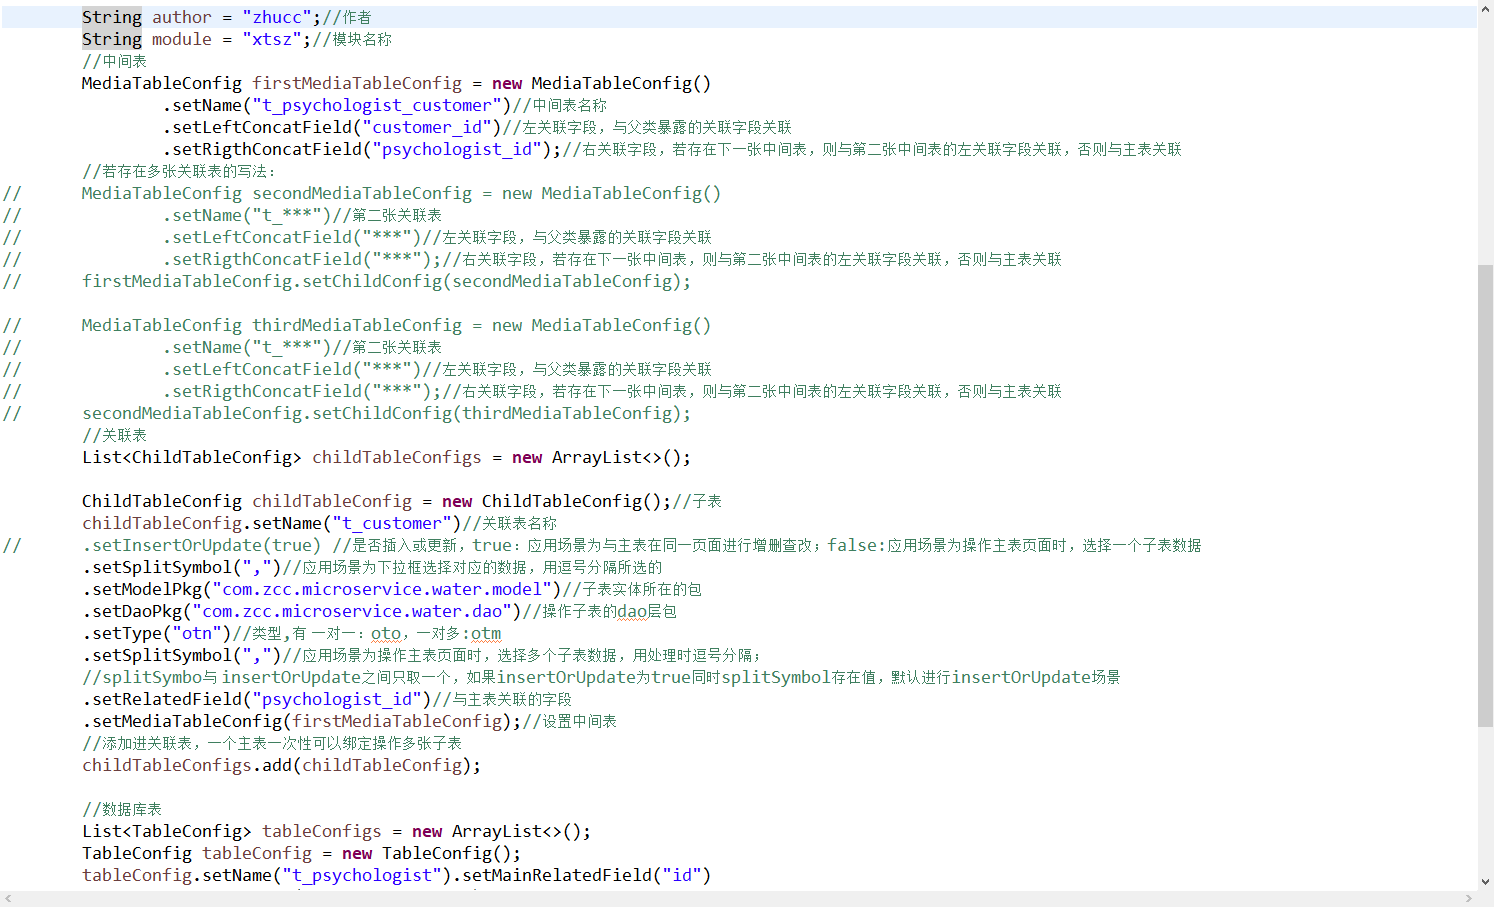 String author = "zhucc";//作者
String module = "xtsz";//模块名称
//中间表
MediaTableConfig firstMediaTableConfig = new MediaTableConfig()
.setName("t_psychologist_customer")//中间表名称
.setLeftConcatField("customer_id")//左关联字段，与父类暴露的关联字段关联
.setRigthConcatField("psychologist_id");//右关联字段，若存在下一张中间表，则与第二张中间表的左关联字段关联，否则与主表关联
//若存在多张关联表的写法：
// MediaTableConfig secondMediaTableConfig = new MediaTableConfig()
// .setName("t_***")//第二张关联表
// .setLeftConcatField("***")//左关联字段，与父类暴露的关联字段关联
// .setRigthConcatField("***");//右关联字段，若存在下一张中间表，则与第二张中间表的左关联字段关联，否则与主表关联
// firstMediaTableConfig.setChildConfig(secondMediaTableConfig);
// MediaTableConfig thirdMediaTableConfig = new MediaTableConfig()
// .setName("t_***")//第二张关联表
// .setLeftConcatField("***")//左关联字段，与父类暴露的关联字段关联
// .setRigthConcatField("***");//右关联字段，若存在下一张中间表，则与第二张中间表的左关联字段关联，否则与主表关联
// secondMediaTableConfig.setChildConfig(thirdMediaTableConfig);
//关联表
List<ChildTableConfig> childTableConfigs = new ArrayList<>();
ChildTableConfig childTableConfig = new ChildTableConfig();//子表
childTableConfig.setName("t_customer")//关联表名称
// .setInsertOrUpdate(true) //是否插入或更新，true：应用场景为与主表在同一页面进行增删查改；false:应用场景为操作主表页面时，选择一个子表数据
.setSplitSymbol(",")//应用场景为下拉框选择对应的数据，用逗号分隔所选的
.setModelPkg("com.zcc.microservice.water.model")//子表实体所在的包
.setDaoPkg("com.zcc.microservice.water.dao")//操作子表的dao层包
.setType("otn")//类型,有 一对一：oto，一对多:otm
.setSplitSymbol(",")//应用场景为操作主表页面时，选择多个子表数据，用处理时逗号分隔；
//splitSymbo与 insertOrUpdate之间只取一个，如果insertOrUpdate为true同时splitSymbol存在值，默认进行insertOrUpdate场景
.setRelatedField("psychologist_id")//与主表关联的字段
.setMediaTableConfig(firstMediaTableConfig);//设置中间表
//添加进关联表，一个主表一次性可以绑定操作多张子表
childTableConfigs.add(childTableConfig);
//数据库表
List<TableConfig> tableConfigs = new ArrayList<>();
TableConfig tableConfig = new TableConfig();
tableConfig.setName("t_psychologist").setMainRelatedField("id")